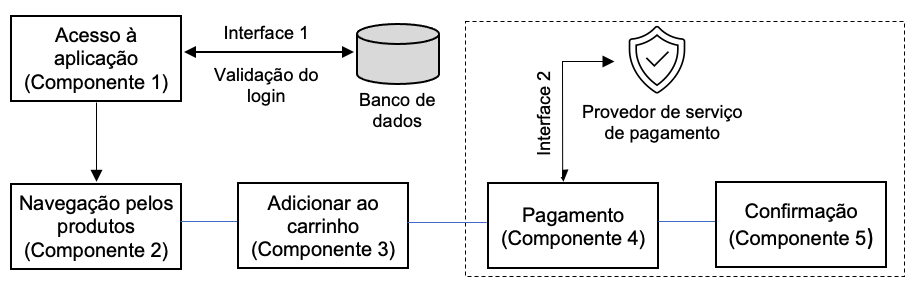 Acesso à
aplicação
(Componente 1)
Interface 1
Validação do
login
Banco de
dados
Interface 2
Provedor de serviço
de pagamento
Navegação pelos
produtos
(Componente 2)
Adicionar ao
carrinho
(Componente 3)
Pagamento
(Componente 4)
Confirmação
(Componente 5)